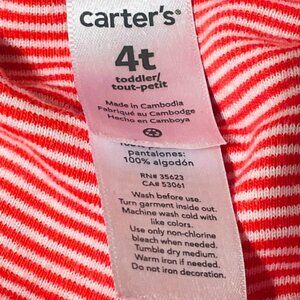 carter's®
4t
toddler/
tout-petit
Made in Cambodia
Fabriqué au Cambodge
Hecho en Camboya
pantalones:
100% algodón
RN# 35623
CA# 53061
Wash before use.
Turn garment inside out.
Machine wash cold with
like colors.
Use only non-chlorine
bleach when needed.
Tumble dry medium.
Warm iron if needed.
Do not iron decoration.